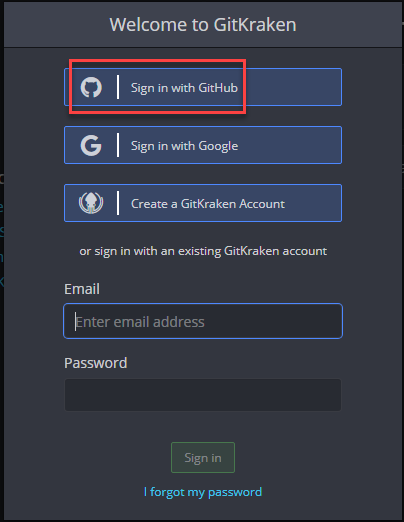 Welcome to GitKraken
Sign in with GitHub
Sign in with Google
Create a GitKraken Account
or sign in with an existing GitKraken account
Email
Enter email address
Password
Sign in
I forgot my password